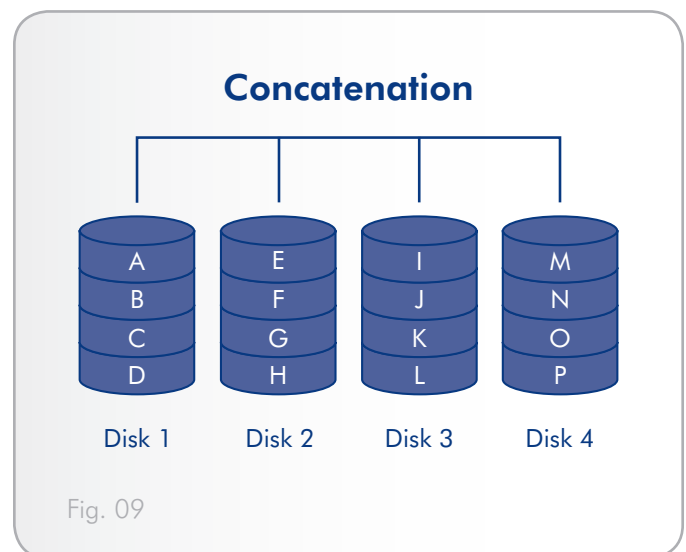 Concatenation
A E I M
B F J N
C G K O
D H L P
Disk 1 Disk 2 Disk 3 Disk 4
Fig. 09